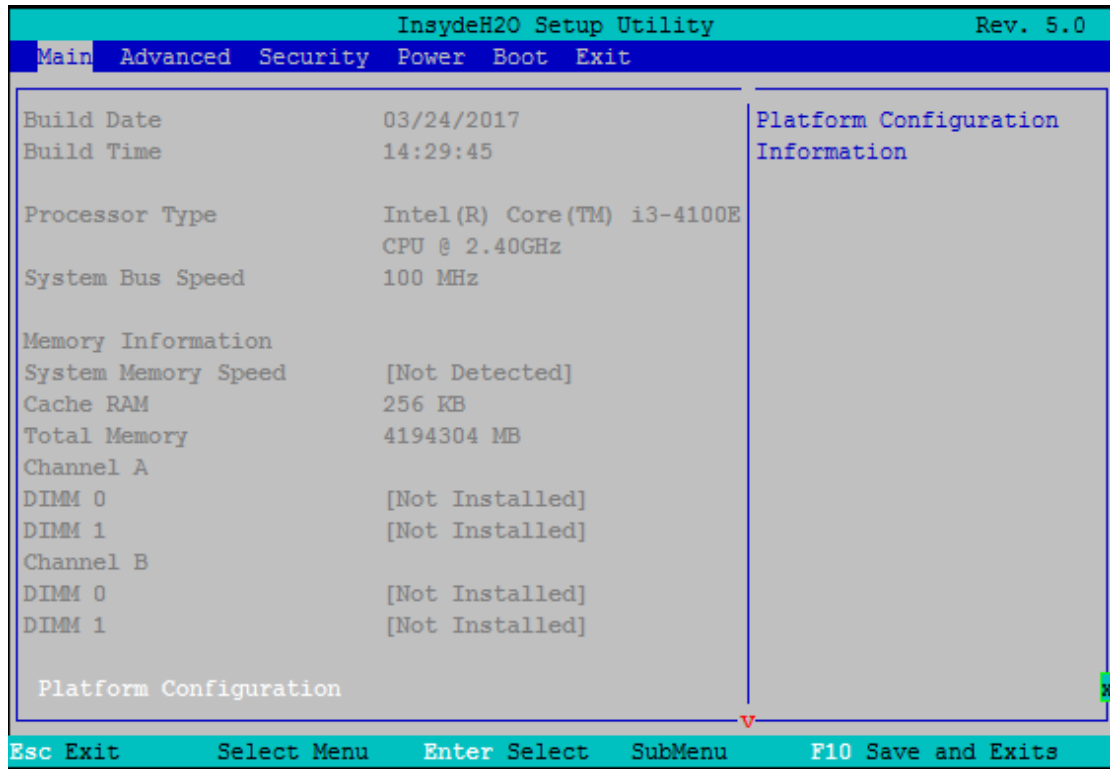 InsydeH2O Setup Utility Rev. 5.0
Main Advanced Security Power Boot Exit
Build Date 03/24/2017
Build Time 14:29:45
Processor Type Intel(R) Core(TM) i3-4100E
CPU @ 2.40GHz
System Bus Speed 100 MHz
Memory Information
System Memory Speed [Not Detected]
Cache RAM 256 KB
Total Memory 4194304 MB
Channel A
DIMM 0 [Not Installed]
DIMM 1 [Not Installed]
Channel B
DIMM 0 [Not Installed]
DIMM 1 [Not Installed]
Platform Configuration
Platform Configuration
Information
x
v
Esc Exit Select Menu Enter Select SubMenu F10 Save and Exits